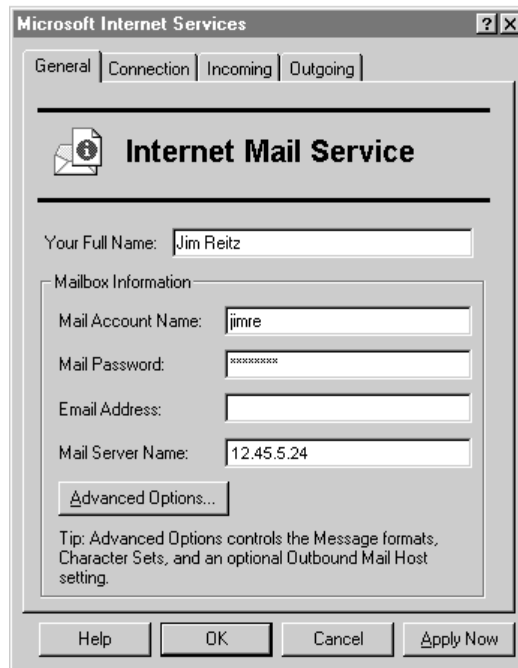 Microsoft Internet Services
General Connection Incoming Outgoing
Internet Mail Service
Your Full Name: Jim Reitz
Mailbox Information
Mail Account Name: jimre
Mail Password: ********
Email Address:
Mail Server Name: 12.45.5.24
Advanced Options...
Tip: Advanced Options controls the Message formats,
Character Sets, and an optional Outbound Mail Host
setting.
Help OK Cancel Apply Now